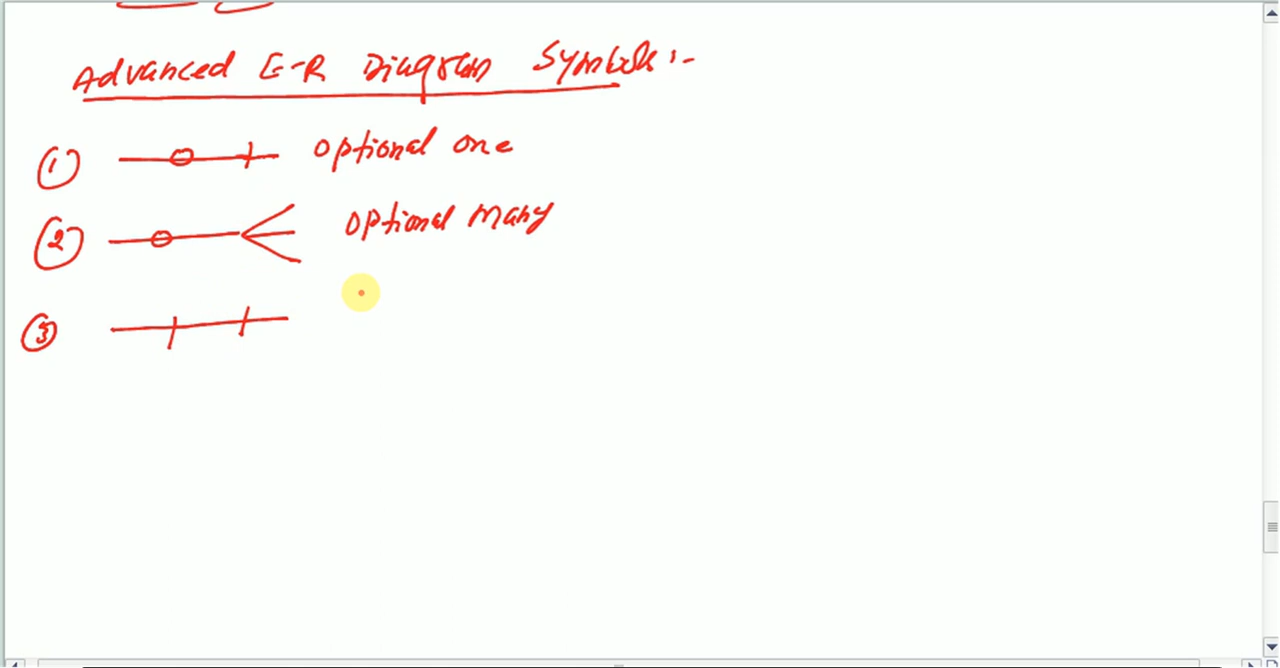 Advanced E-R Diagram Symbols :-
① optional one
② optional many
③